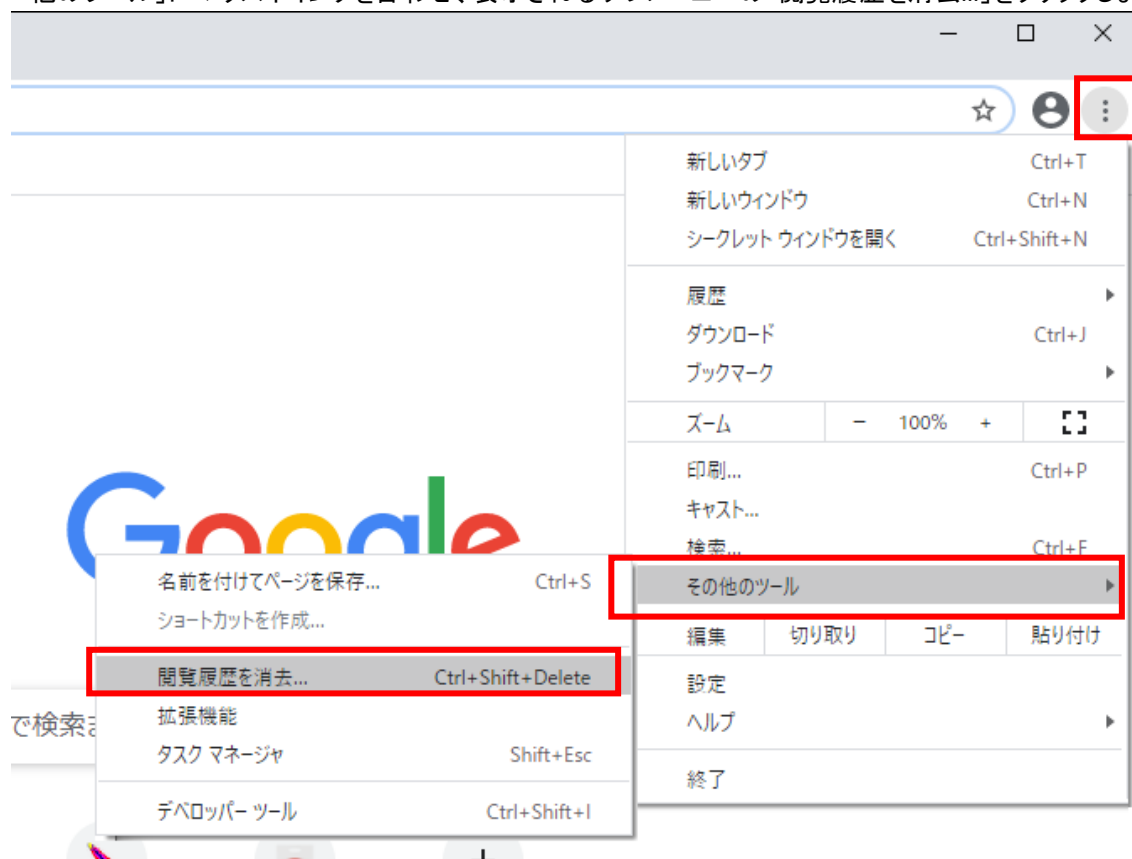 新しいタブ Ctrl+T
新しいウィンドウ Ctrl+N
シークレット ウィンドウを開く Ctrl+Shift+N
履歴
ダウンロード Ctrl+J
ブックマーク
ズーム － 100% +
印刷... Ctrl+P
キャスト...
検索... Ctrl+F
その他のツール
編集 切り取り コピー 貼り付け
設定
ヘルプ
終了
Google
名前を付けてページを保存... Ctrl+S
ショートカットを作成...
閲覧履歴を消去... Ctrl+Shift+Delete
拡張機能
タスク マネージャ Shift+Esc
デベロッパー ツール Ctrl+Shift+I
で検索